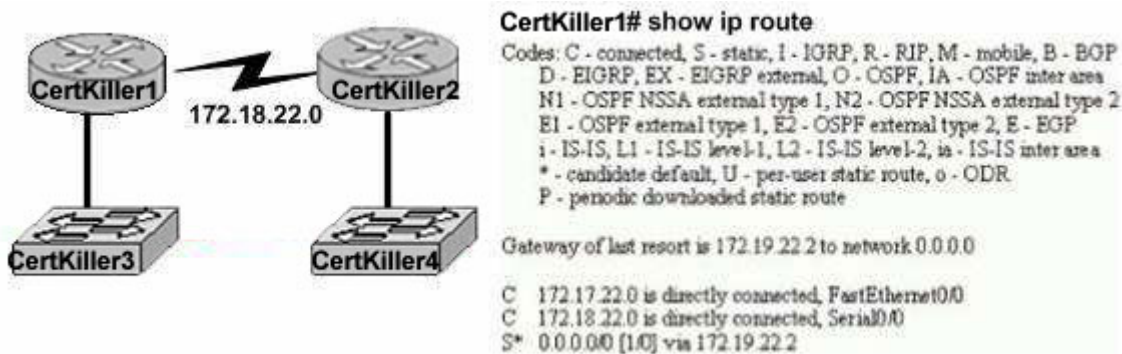 CertKiller1
CertKiller2
172.18.22.0
CertKiller3
CertKiller4
CertKiller1# show ip route
Codes: C - connected, S - static, I - IGRP, R - RIP, M - mobile, B - BGP
D - EIGRP, EX - EIGRP external, O - OSPF, IA - OSPF inter area
N1 - OSPF NSSA external type 1, N2 - OSPF NSSA external type 2
E1 - OSPF external type 1, E2 - OSPF external type 2, E - EGP
i - IS-IS, L1 - IS-IS level-1, L2 - IS-IS level-2, ia - IS-IS inter area
* - candidate default, U - per-user static route, o - ODR
P - periodic downloaded static route
Gateway of last resort is 172.19.22.2 to network 0.0.0.0
C 172.17.22.0 is directly connected, FastEthernet0/0
C 172.18.22.0 is directly connected, Serial0/0
S* 0.0.0.0/0 [1/0] via 172.19.22.2